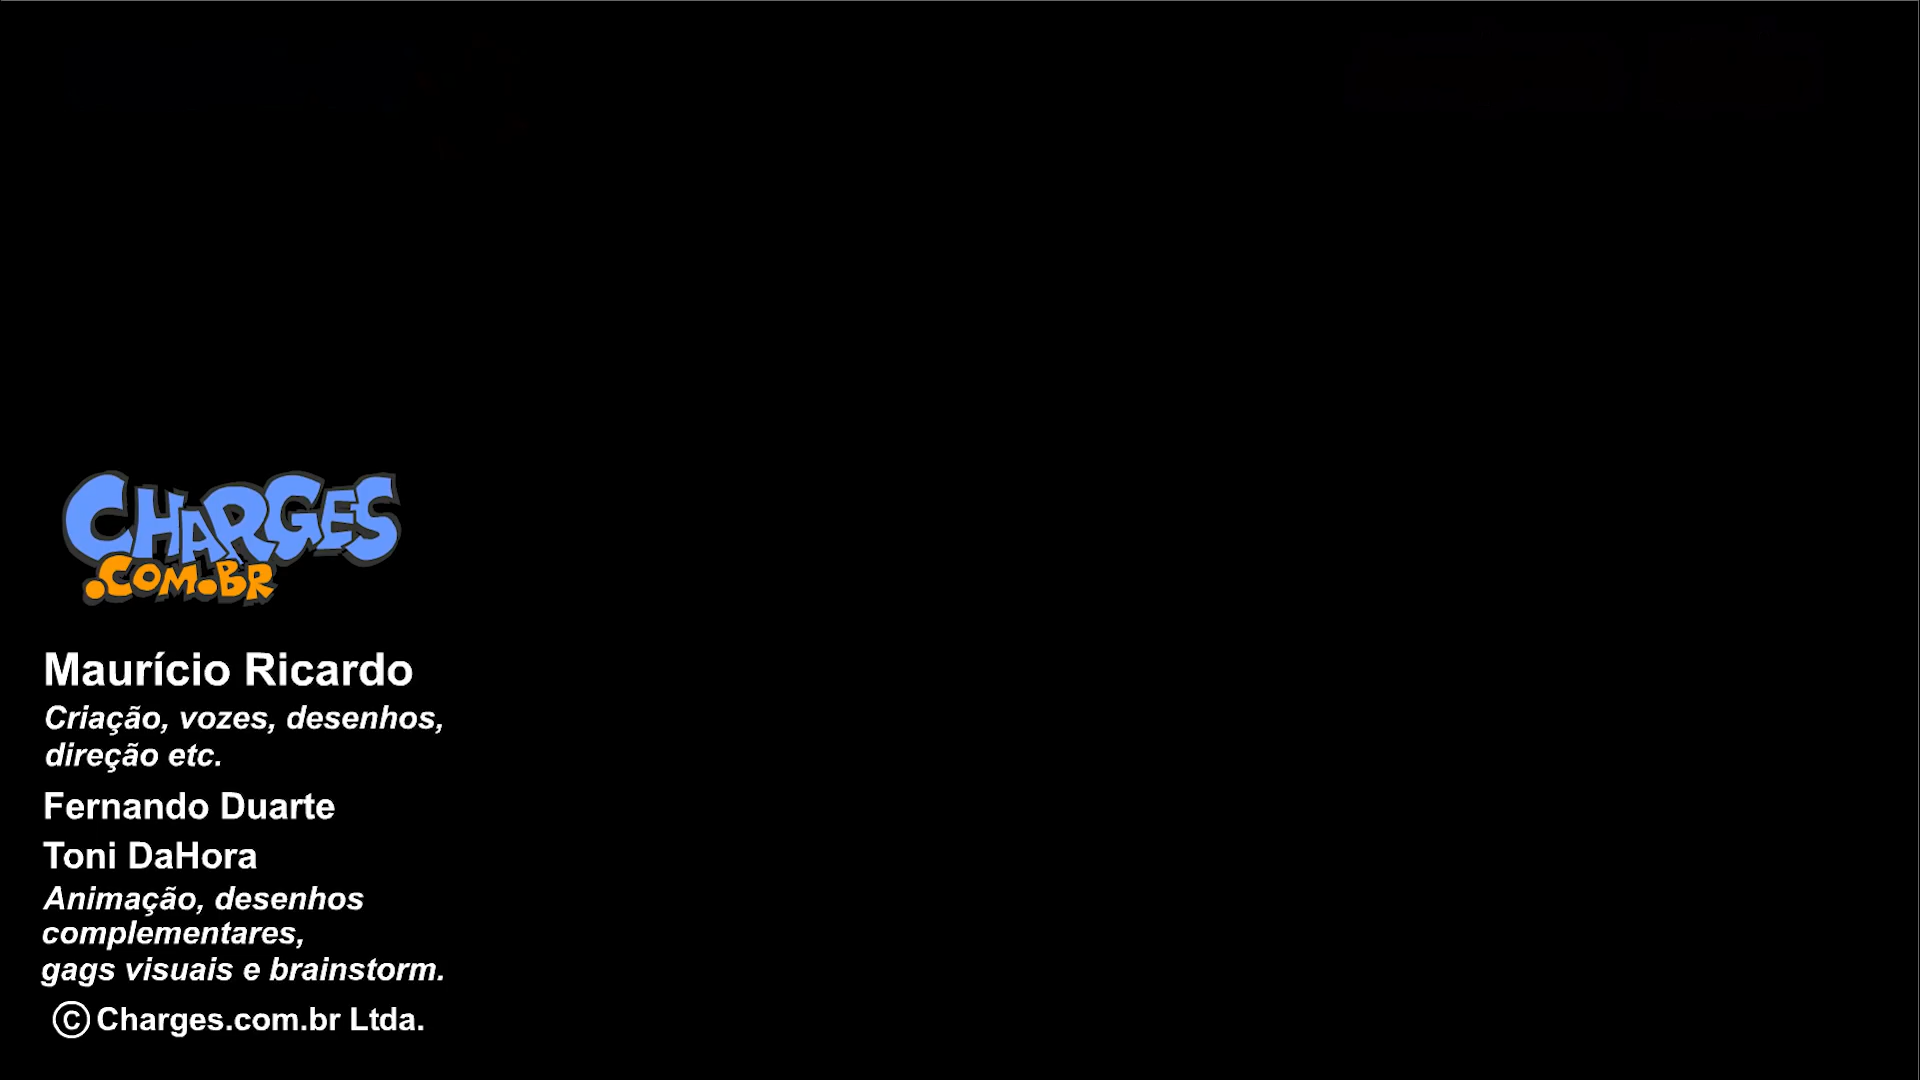 CHARGES
.COM.BR
Maurício Ricardo
Criação, vozes, desenhos,
direção etc.
Fernando Duarte
Toni DaHora
Animação, desenhos
complementares,
gags visuais e brainstorm.
© Charges.com.br Ltda.